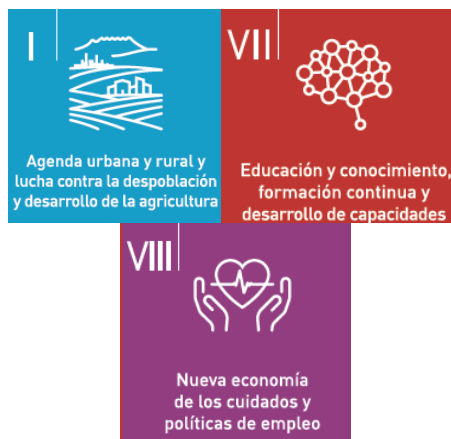 I
Agenda urbana y rural y
lucha contra la despoblación
y desarrollo de la agricultura
VII
Educación y conocimiento,
formación continua y
desarrollo de capacidades
VIII
Nueva economía
de los cuidados y
políticas de empleo